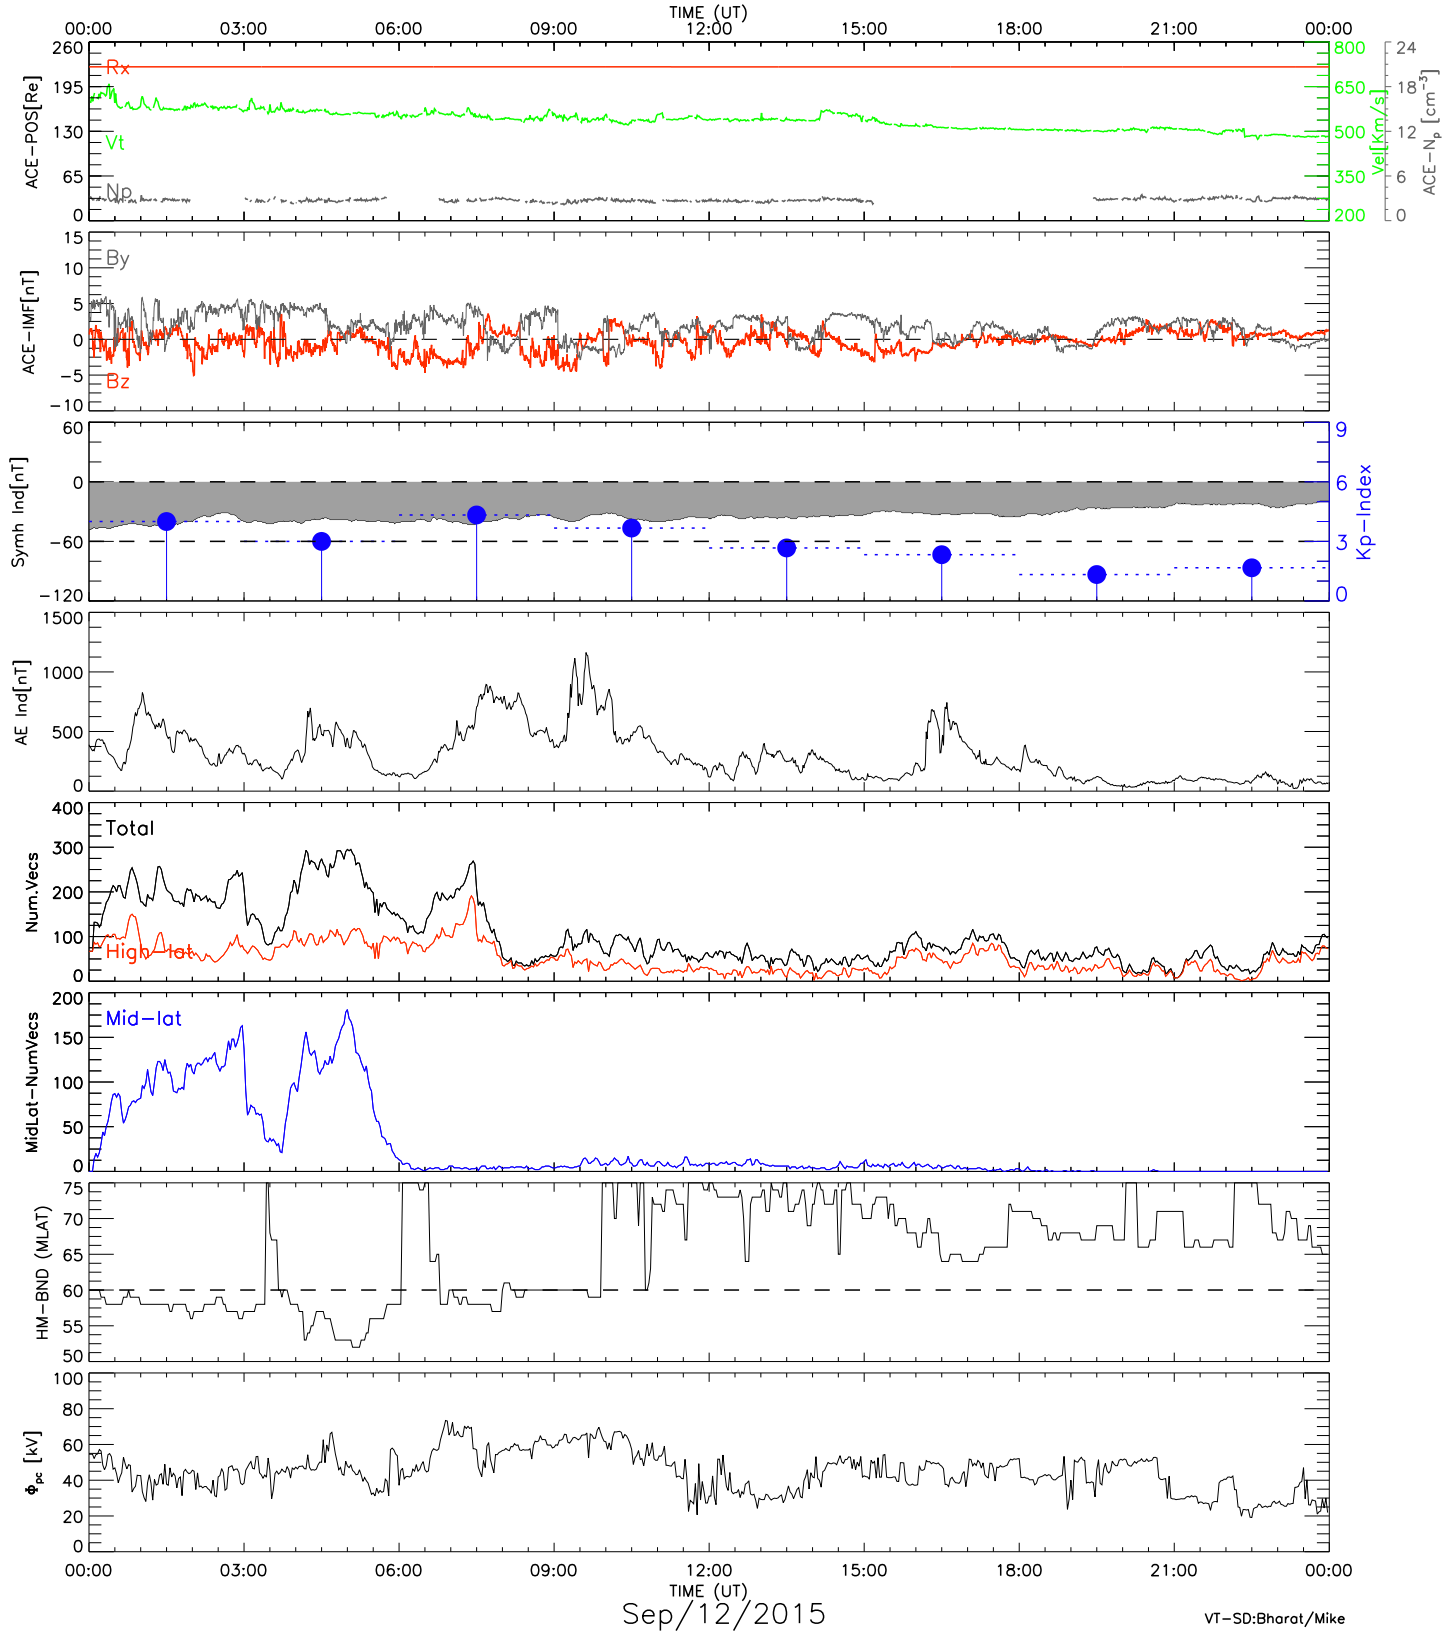 TIME (UT)
00:00 03:00 06:00 09:00 12:00 15:00 18:00 21:00 00:00
260 195 130 65 0
ACE-POS[Re]
Rx
Vt
Np
800 650 500 350 200
Vel[Km/s]
24 18 12 6 0
ACE-Np [cm-3]
15 10 5 0 -5 -10
ACE-IMF[nT]
By
Bz
60 0 -60 -120
Symh Ind[nT]
9 6 3 0
Kp-Index
1500 1000 500 0
AE Ind[nT]
400 300 200 100 0
Num.Vecs
Total
High-lat
200 150 100 50 0
MidLat-NumVecs
Mid-lat
75 70 65 60 55 50
HM-BND (MLAT)
100 80 60 40 20 0
Φpc [kV]
00:00 03:00 06:00 09:00 12:00 15:00 18:00 21:00 00:00
TIME (UT)
Sep/12/2015
VT-SD:Bharat/Mike